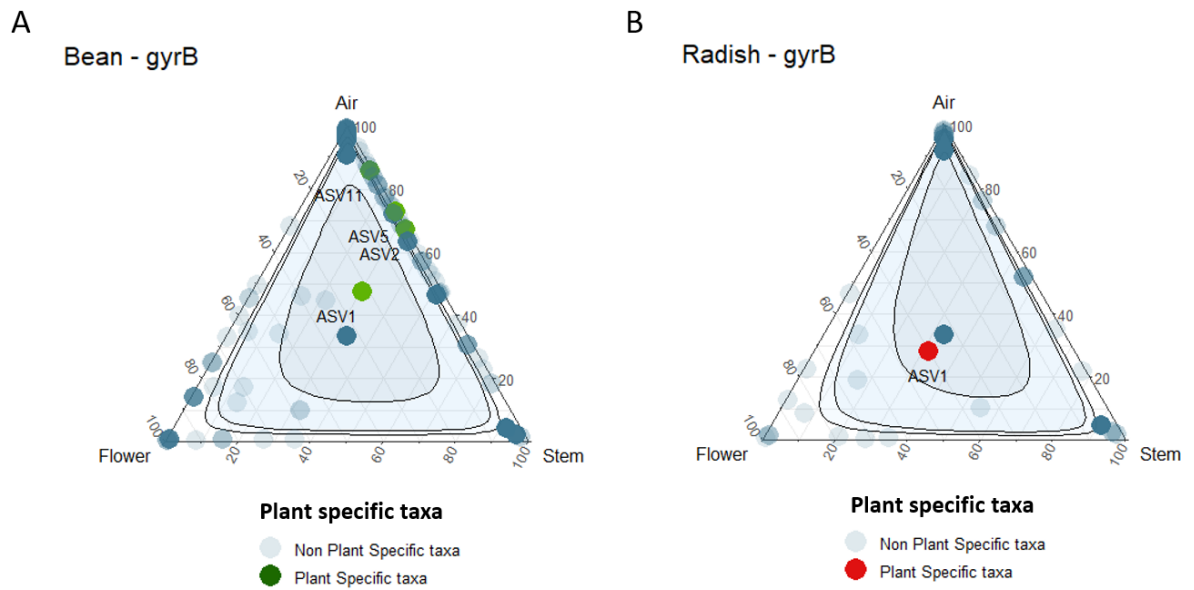 A
Bean - gyrB
Air
100
20
ASV11
80
ASV5
40
ASV2
60
60
ASV1
40
80
20
100
Flower
20
40
60
80
100
Stem
Plant specific taxa
Non Plant Specific taxa
Plant Specific taxa
B
Radish - gyrB
Air
100
20
80
40
60
60
40
ASV1
80
20
100
Flower
20
40
60
80
100
Stem
Plant specific taxa
Non Plant Specific taxa
Plant Specific taxa